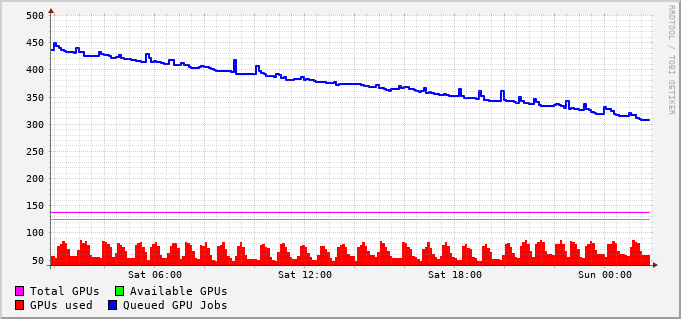 500
450
400
350
300
250
200
150
100
50
Sat 06:00 Sat 12:00 Sat 18:00 Sun 00:00
Total GPUs Available GPUs
GPUs used Queued GPU Jobs
RRDTOOL / TOBI OETIKER